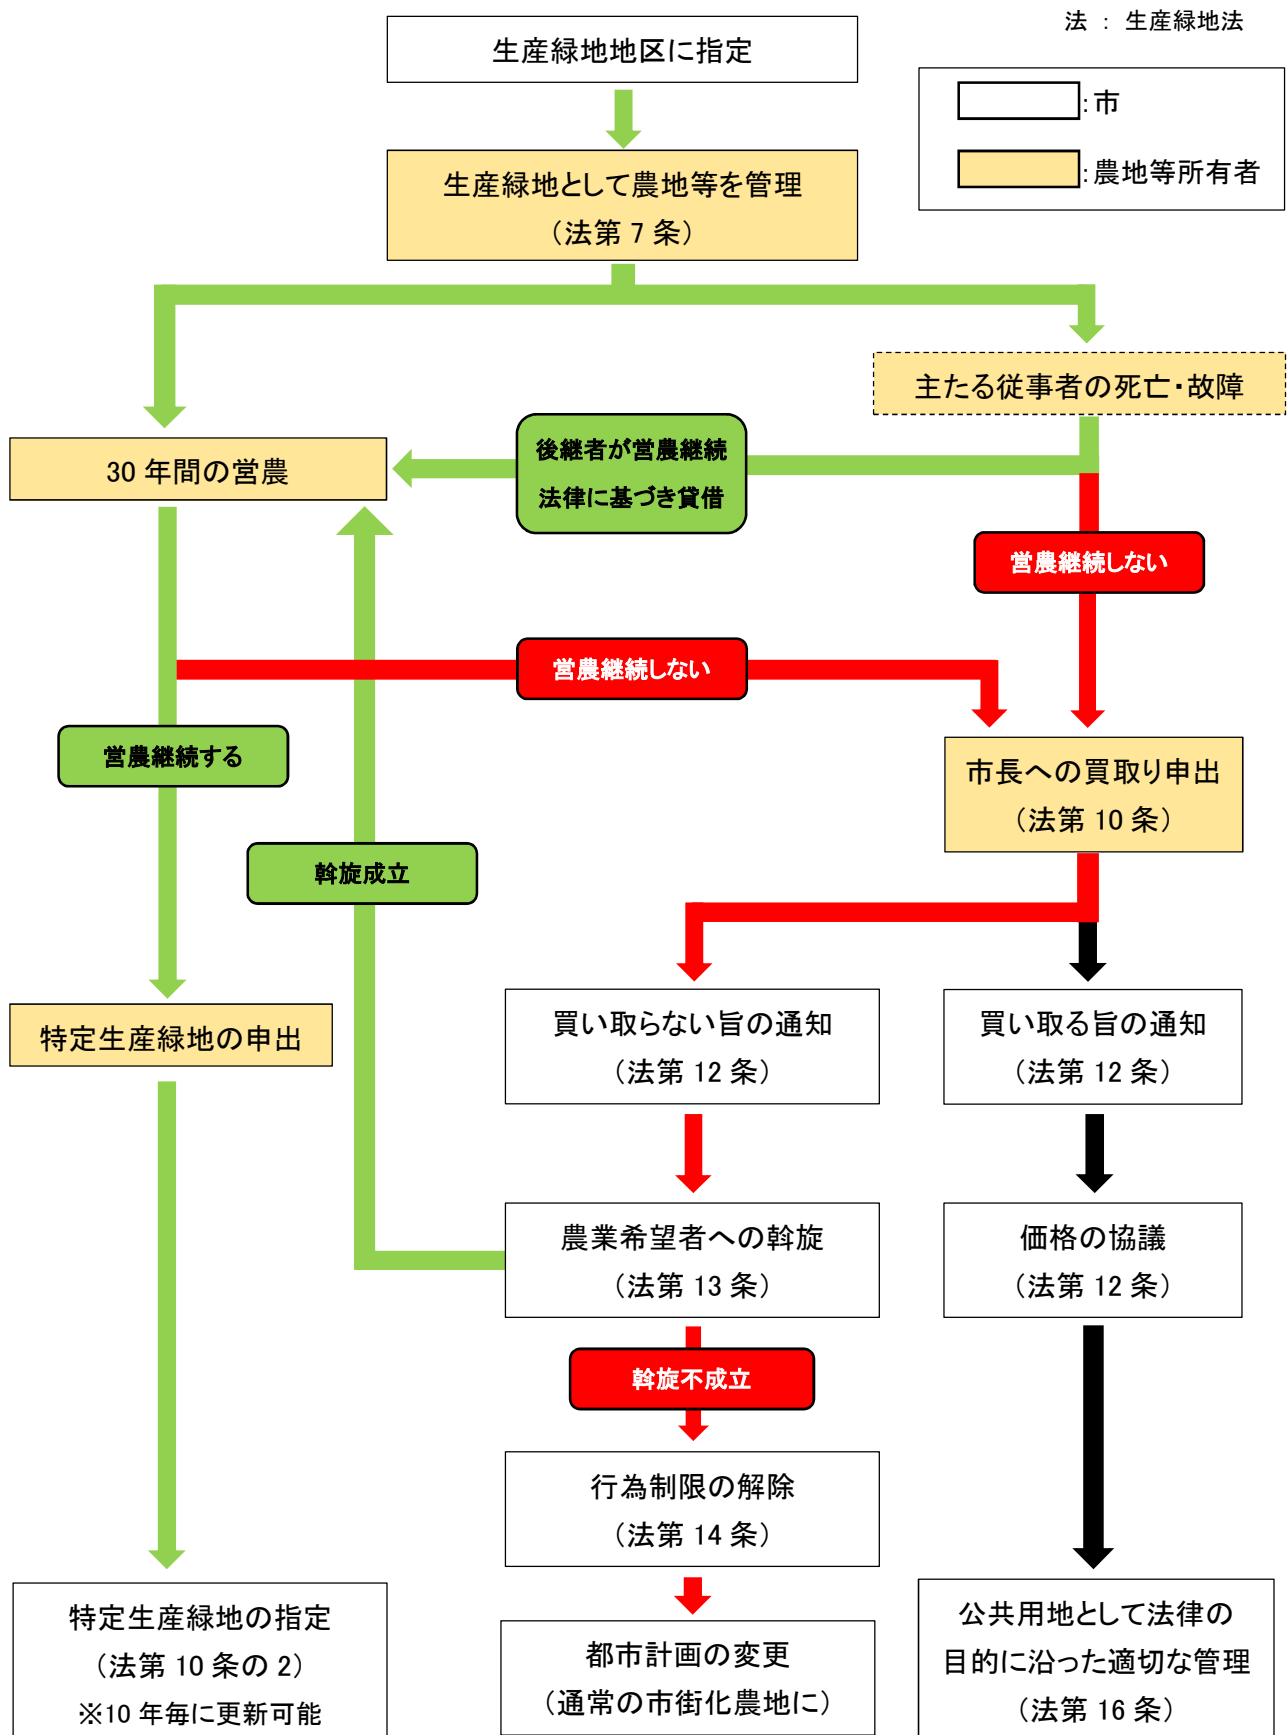 法 ： 生産緑地法
生産緑地地区に指定
：市
：農地等所有者
生産緑地として農地等を管理
（法第 7 条）
主たる従事者の死亡・故障
後継者が営農継続
法律に基づき貸借
30 年間の営農
営農継続しない
営農継続しない
営農継続する
市長への買取り申出
（法第 10 条）
斡旋成立
特定生産緑地の申出
買い取らない旨の通知
（法第 12 条）
買い取る旨の通知
（法第 12 条）
農業希望者への斡旋
（法第 13 条）
価格の協議
（法第 12 条）
斡旋不成立
行為制限の解除
（法第 14 条）
特定生産緑地の指定
（法第 10 条の 2）
※10 年毎に更新可能
都市計画の変更
（通常の市街化農地に）
公共用地として法律の
目的に沿った適切な管理
（法第 16 条）